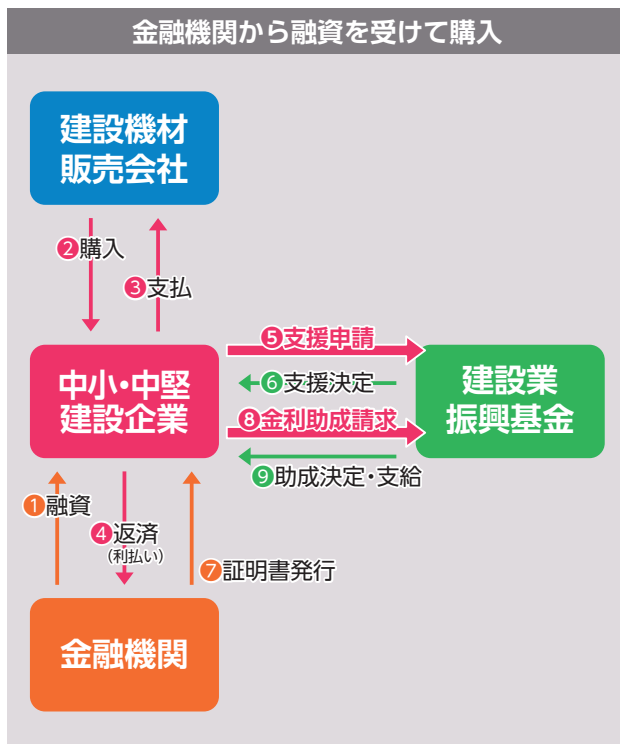 金融機関から融資を受けて購入
建設機材
販売会社
❷購入
❸支払
中小・中堅
建設企業
❺支援申請
❻支援決定
❽金利助成請求
❾助成決定・支給
建設業
振興基金
❶融資
❹返済
(利払い)
❼証明書発行
金融機関